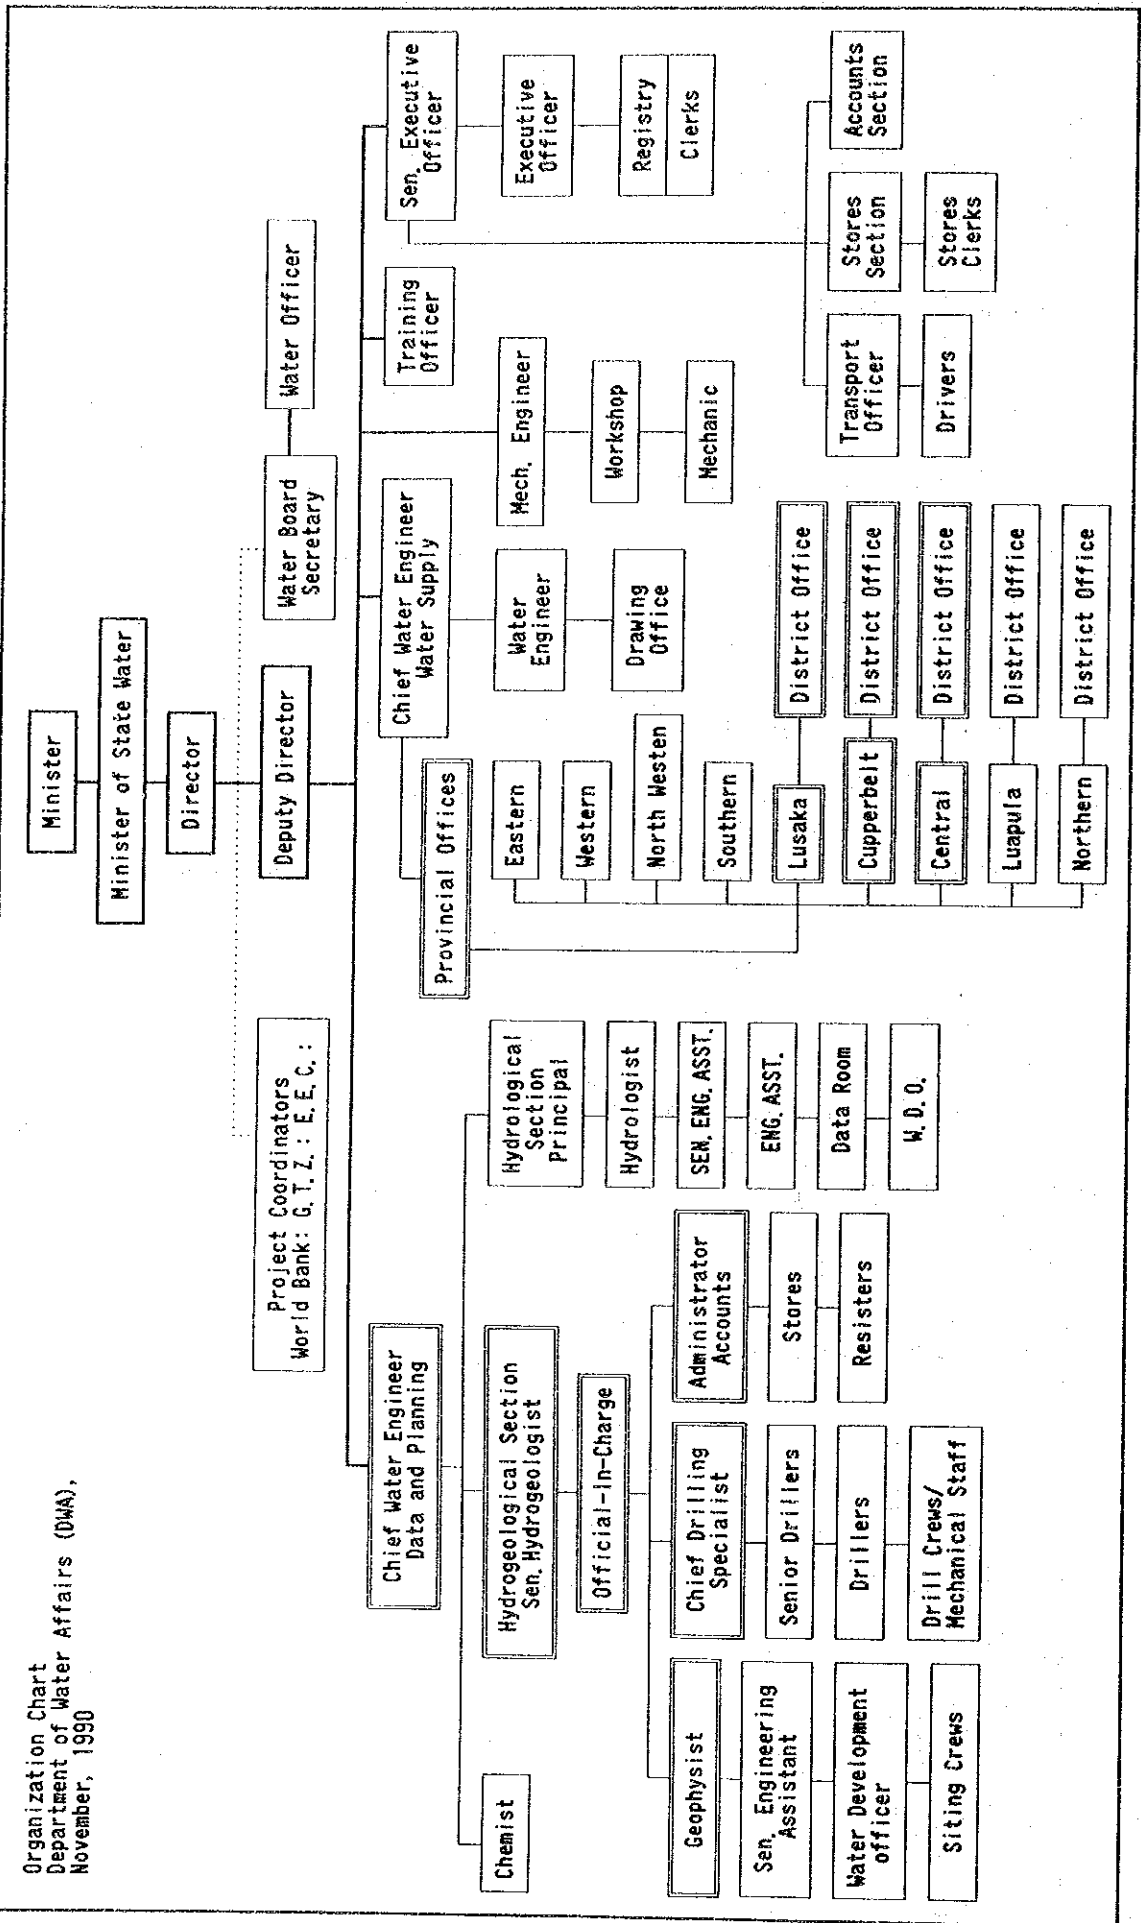 Organization Chart
Department of Water Affairs (DWA),
November, 1990
Minister
Minister of State Water
Director
Project Coordinators
World Bank: G. T. Z. : E. E. C. :
Deputy Director
Water Board
Secretary
Water Officer
Chief Water Engineer
Data and Planning
Chief Water Engineer
Water Supply
Training
Officer
Sen. Executive
Officer
Provincial Offices
Chemist
Hydrogeological Section
Sen. Hydrogeologist
Hydrological
Section
Principal
Eastern
Water
Engineer
Mech. Engineer
Executive
Officer
Official-In-Charge
Hydrologist
Western
Drawing
Office
Workshop
Registry
Clerks
Geophysist
Chief Drilling
Specialist
Administrator
Accounts
SEN. ENG. ASST.
North Westen
Mechanic
Southern
Sen. Engineering
Assistant
Senior Drillers
Stores
ENG. ASST.
Lusaka
District Office
Water Development
officer
Drillers
Resisters
Data Room
Cupperbelt
District Office
Transport
Officer
Stores
Section
Accounts
Section
Siting Crews
Drill Crews/
Mechanical Staff
W. D. O.
Central
District Office
Drivers
Stores
Clerks
Luapula
District Office
Northern
District Office